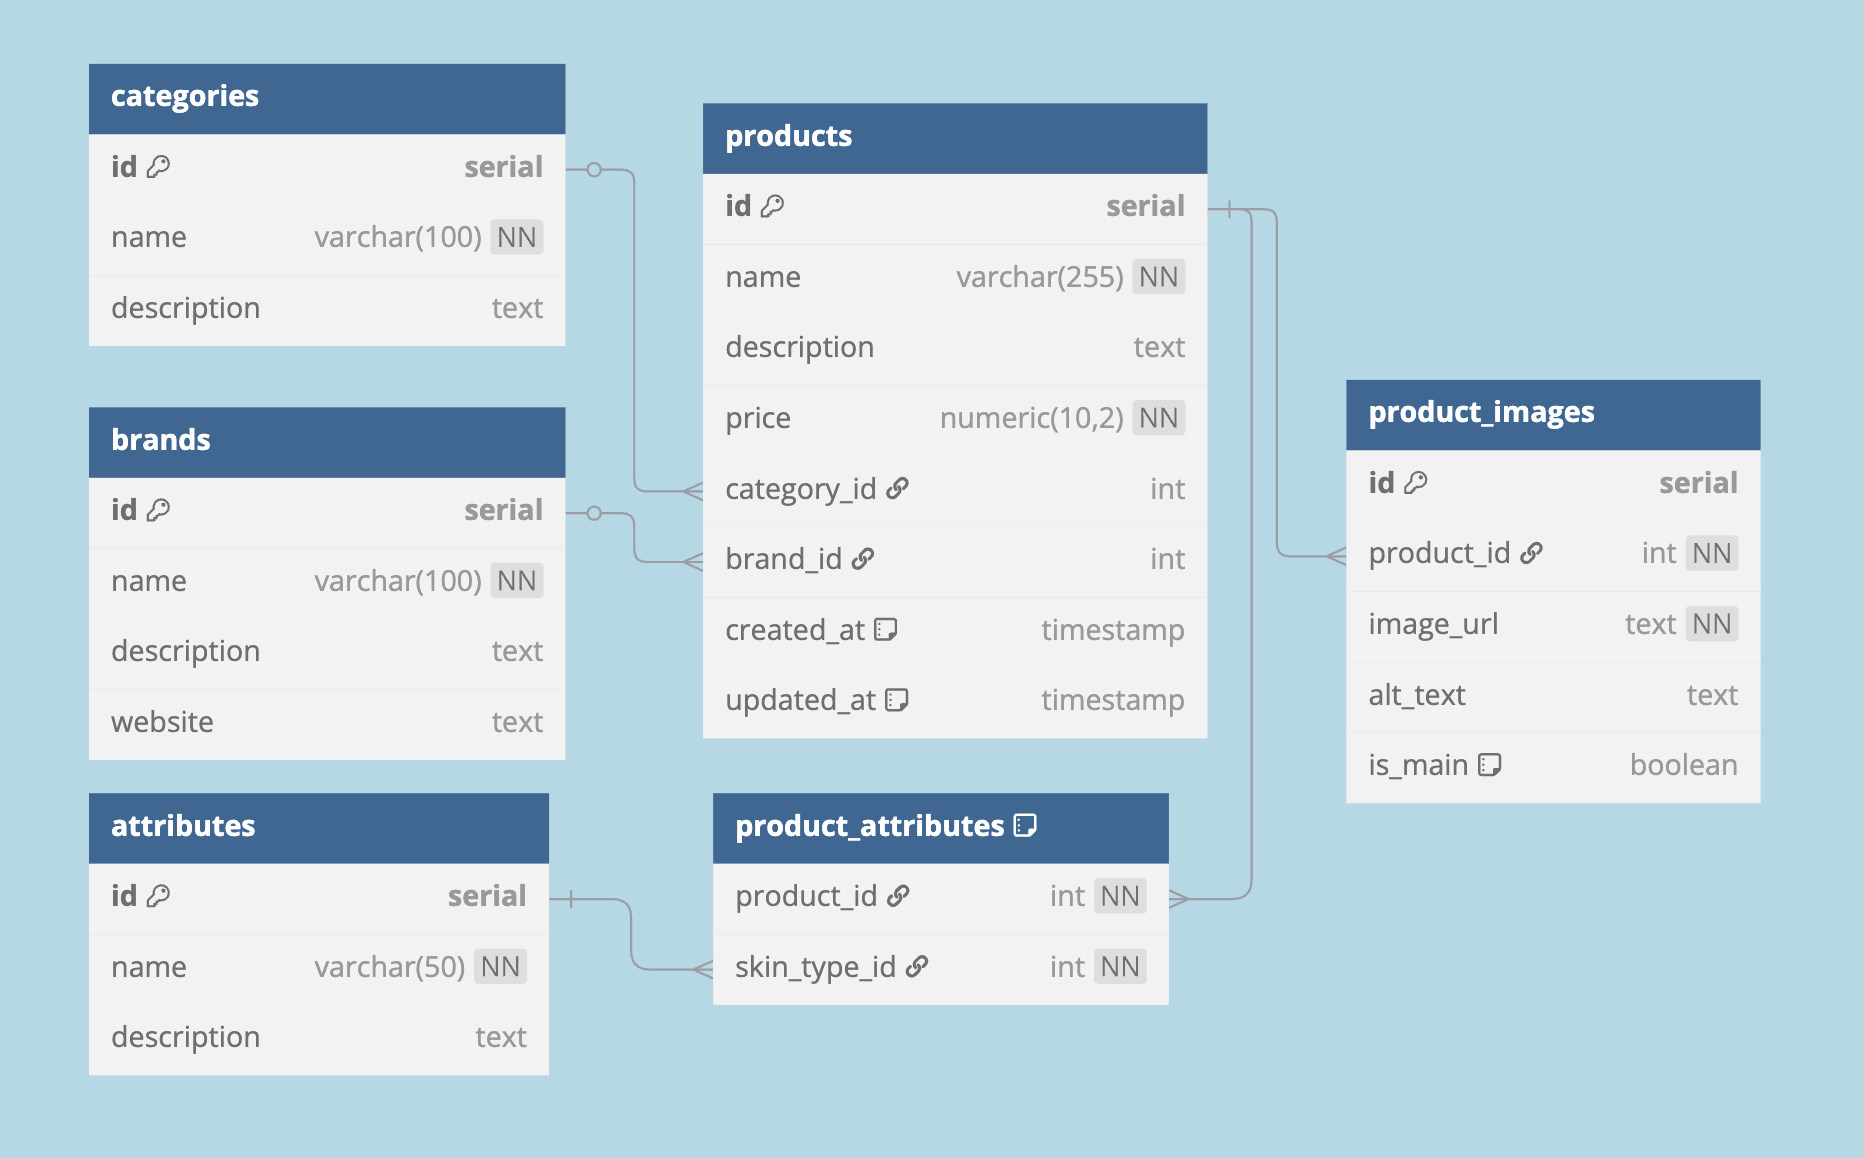 categories
id serial
name varchar(100) NN
description text
brands
id serial
name varchar(100) NN
description text
website text
attributes
id serial
name varchar(50) NN
description text
products
id serial
name varchar(255) NN
description text
price numeric(10,2) NN
category_id int
brand_id int
created_at timestamp
updated_at timestamp
product_attributes
product_id int NN
skin_type_id int NN
product_images
id serial
product_id int NN
image_url text NN
alt_text text
is_main boolean